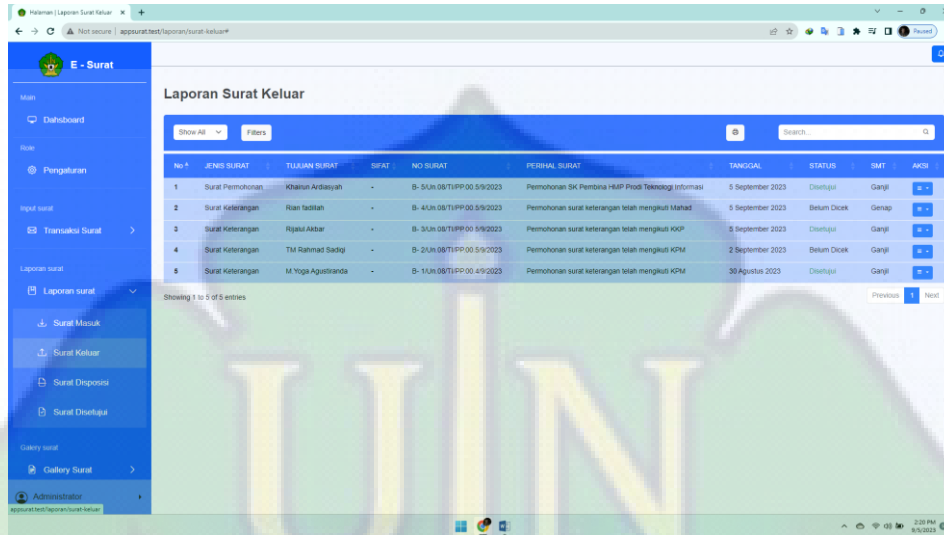 Halaman | Laporan Surat Keluar
Not secure | appsurat.test/laporan/surat-keluar#
Paused
E - Surat
Main
Dahsboard
Role
Pengaturan
Input surat
Transaksi Surat
Laporan surat
Laporan surat
Surat Masuk
Surat Keluar
Surat Disposisi
Surat Disetujui
Galery surat
Gallory Surat
Administrator
appsurat.test/laporan/surat-keluar
Laporan Surat Keluar
Show All Filters Search...
No JENIS SURAT TUJUAN SURAT SIFAT NO SURAT PERIHAL SURAT TANGGAL STATUS SMT AKSI
1 Surat Permohonan Khairun Ardiasyah - B- 5/Un.08/TI/PP.00.5/9/2023 Permohonan SK Pembina HMP Prodi Teknologi Informasi 5 September 2023 Disetujui Ganjil
2 Surat Keterangan Rian fadillah - B- 4/Un.08/TI/PP.00.5/9/2023 Permohonan surat keterangan telah mengikuti Mahad 5 September 2023 Belum Dicek Genap
3 Surat Keterangan Rijalul Akbar - B- 3/Un.08/TI/PP.00.5/9/2023 Permohonan surat keterangan telah mengikuti KKP 5 September 2023 Disetujui Ganjil
4 Surat Keterangan TM Rahmad Sadiqi - B- 2/Un.08/TI/PP.00.5/9/2023 Permohonan surat keterangan telah mengikuti KPM 2 September 2023 Belum Dicek Ganjil
5 Surat Keterangan M.Yoga Agustiranda - B- 1/Un.08/TI/PP.00.4/9/2023 Permohonan surat keterangan telah mengikuti KPM 30 Agustus 2023 Disetujui Ganjil
Showing 1 to 5 of 5 entries
Previous 1 Next
UIN
2:20 PM
9/5/2023